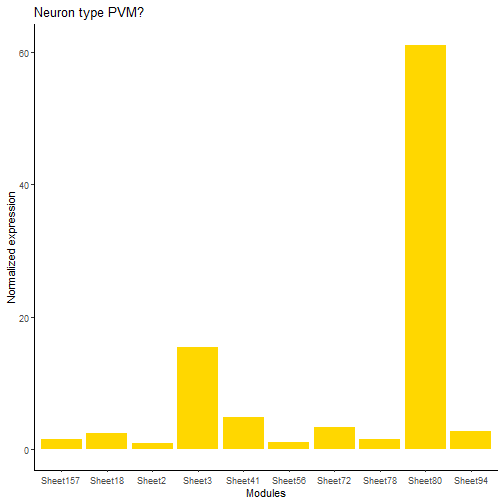 Neuron type PVM?
Normalized expression
60
40
20
0
Sheet157 Sheet18 Sheet2 Sheet3 Sheet41 Sheet56 Sheet72 Sheet78 Sheet80 Sheet94
Modules